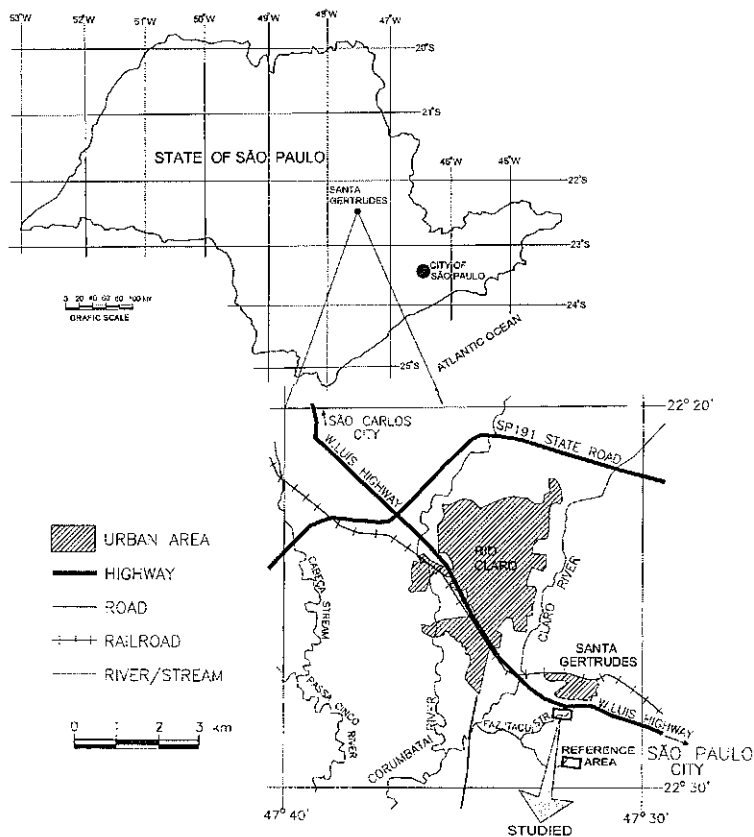 53°W 52°W 51°W 50°W 49°W 48°W 47°W
20°S
21°S
STATE OF SÃO PAULO
SANTA
GERTRUDES
46°W 45°W
22°S
23°S
CITY OF
SÃO PAULO
24°S
GRAFIC SCALE
ATLANTIC OCEAN
25°S
22° 20'
SÃO CARLOS
CITY
W.LUIS HIGHWAY
SP191 STATE ROAD
URBAN AREA
HIGHWAY
ROAD
RAILROAD
RIVER/STREAM
0 1 2 3 km
RIO
CLARO
CLARO RIVER
CABEÇA STREAM
PASSA CINCO
RIVER
CORUMBATAI RIVER
SANTA
GERTRUDES
W.LUIS HIGHWAY
STR.
REFERENCE
AREA
SÃO PAULO
CITY
22° 30'
47° 40' 47° 30'
STUDIED